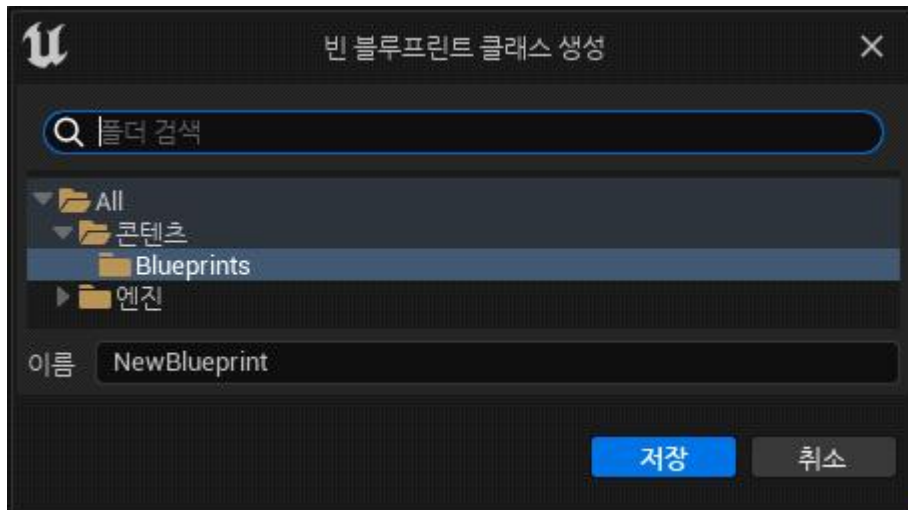 빈 블루프린트 클래스 생성
폴더 검색
All
콘텐츠
Blueprints
엔진
이름 NewBlueprint
저장 취소